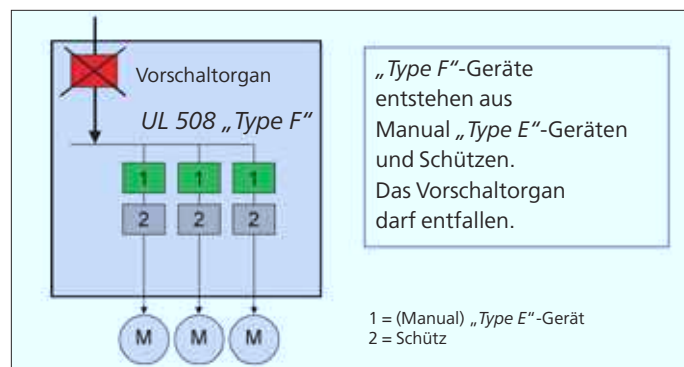 Vorschaltorgan
UL 508 „Type F“
1 1 1
2 2 2
M M M
„Type F“-Geräte
entstehen aus
Manual „Type E“-Geräten
und Schützen.
Das Vorschaltorgan
darf entfallen.
1 = (Manual) „Type E“-Gerät
2 = Schütz